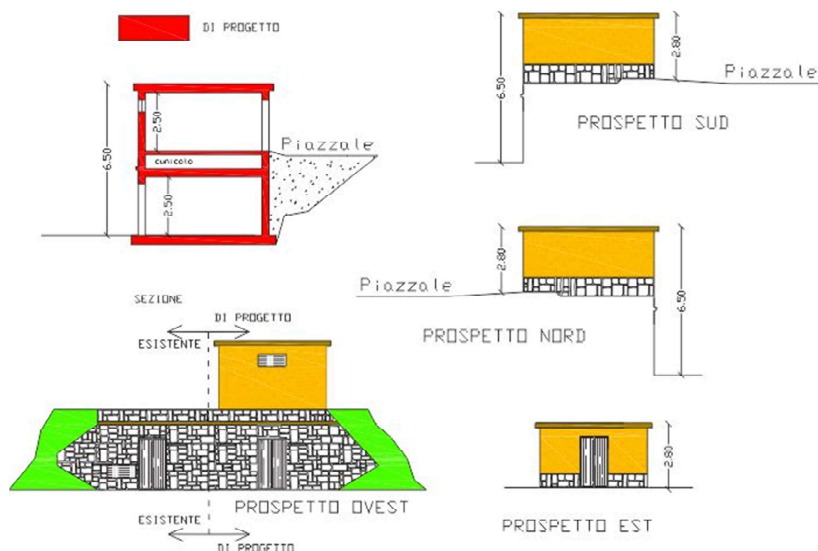 DI PROGETTO
6.50
2.50
Piazzale
cunicolo
2.50
SEZIONE
6.50
2.80
Piazzale
PROSPETTO SUD
2.80
6.50
Piazzale
PROSPETTO NORD
DI PROGETTO
ESISTENTE
PROSPETTO OVEST
ESISTENTE
DI PROGETTO
2.80
PROSPETTO EST